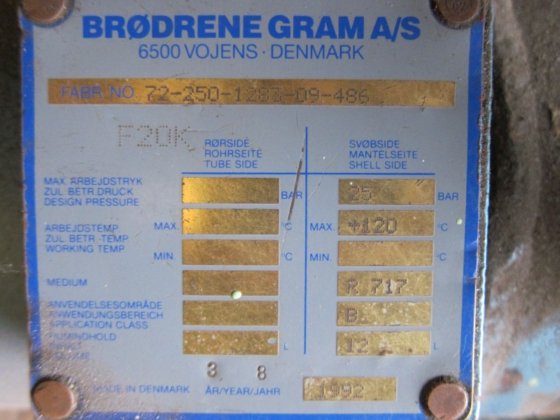 BRØDRENE GRAM A/S
6500 VOJENS · DENMARK
FABR. NO. 72-250-1283-09-486
F20K
RØRSIDE
ROHRSEITE
TUBE SIDE
SVØBSIDE
MANTELSEITE
SHELL SIDE
MAX. ARBEJDSTRYK
ZUL. BETR. DRUCK
DESIGN PRESSURE
BAR 25 BAR
ARBEJDSTEMP.
ZUL. BETR.-TEMP.
WORKING TEMP.
MAX. °C MAX. +120 °C
MIN. °C MIN. °C
MEDIUM R 717
ANVENDELSESOMRÅDE
ANWENDUNGSBEREICH
APPLICATION CLASS
B
L 12 L
3 8
MADE IN DENMARK ÅR/YEAR/JAHR 1992